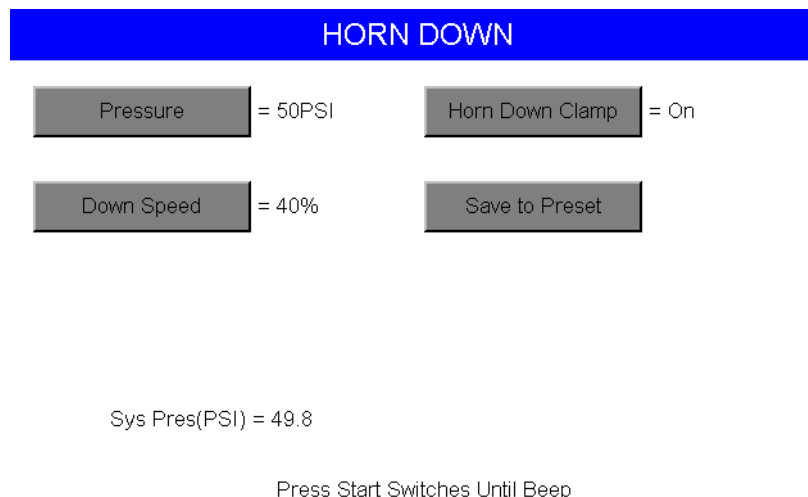 HORN DOWN
Pressure = 50PSI Horn Down Clamp = On
Down Speed = 40% Save to Preset
Sys Pres(PSI) = 49.8
Press Start Switches Until Beep